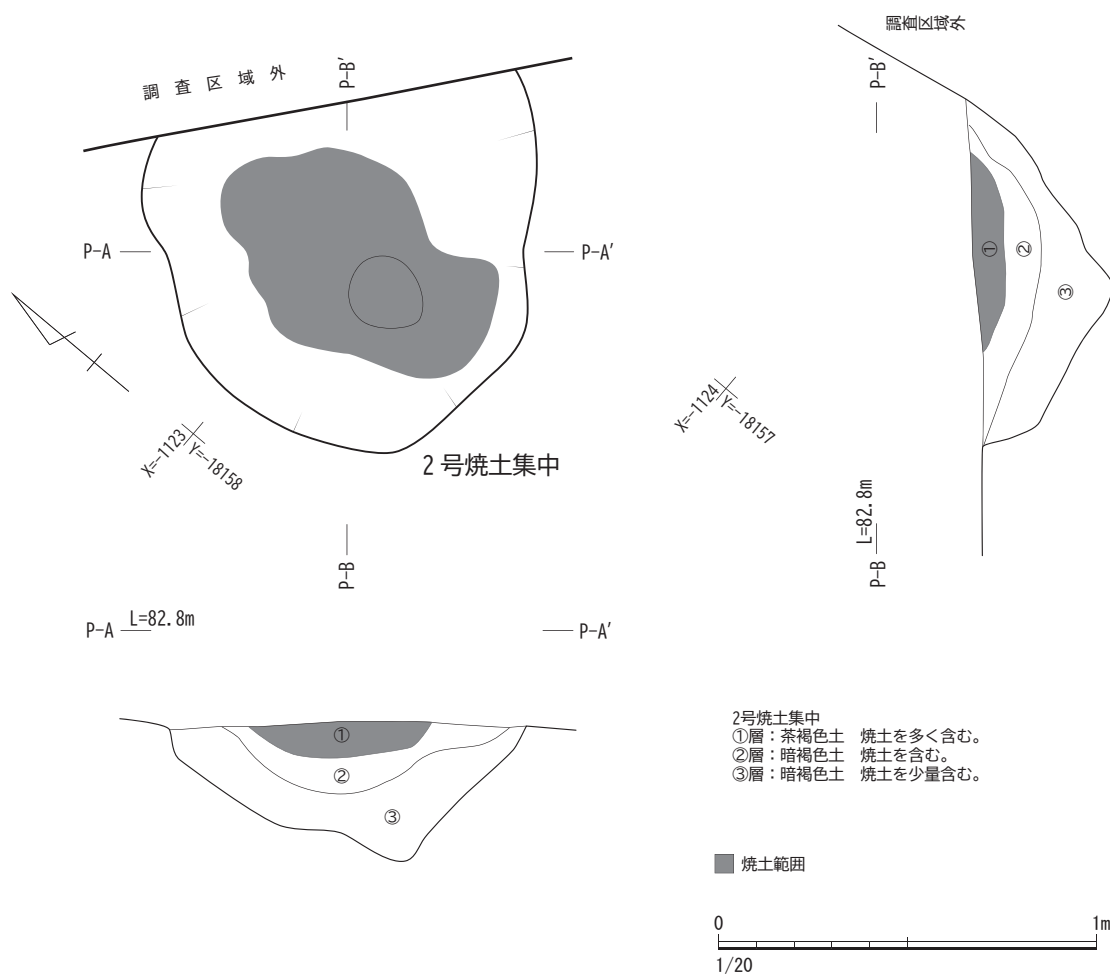 調査区域外
P-B′
P-A
P-A′
X=-1123
Y=-18158
2号焼土集中
P-B
調査区域外
P-B′
①
②
③
X=-1124
Y=-18157
L=82.8m
P-B
P-A
L=82.8m
P-A′
①
②
③
2号焼土集中
①層：茶褐色土　焼土を多く含む。
②層：暗褐色土　焼土を含む。
③層：暗褐色土　焼土を少量含む。
焼土範囲
0
1m
1/20